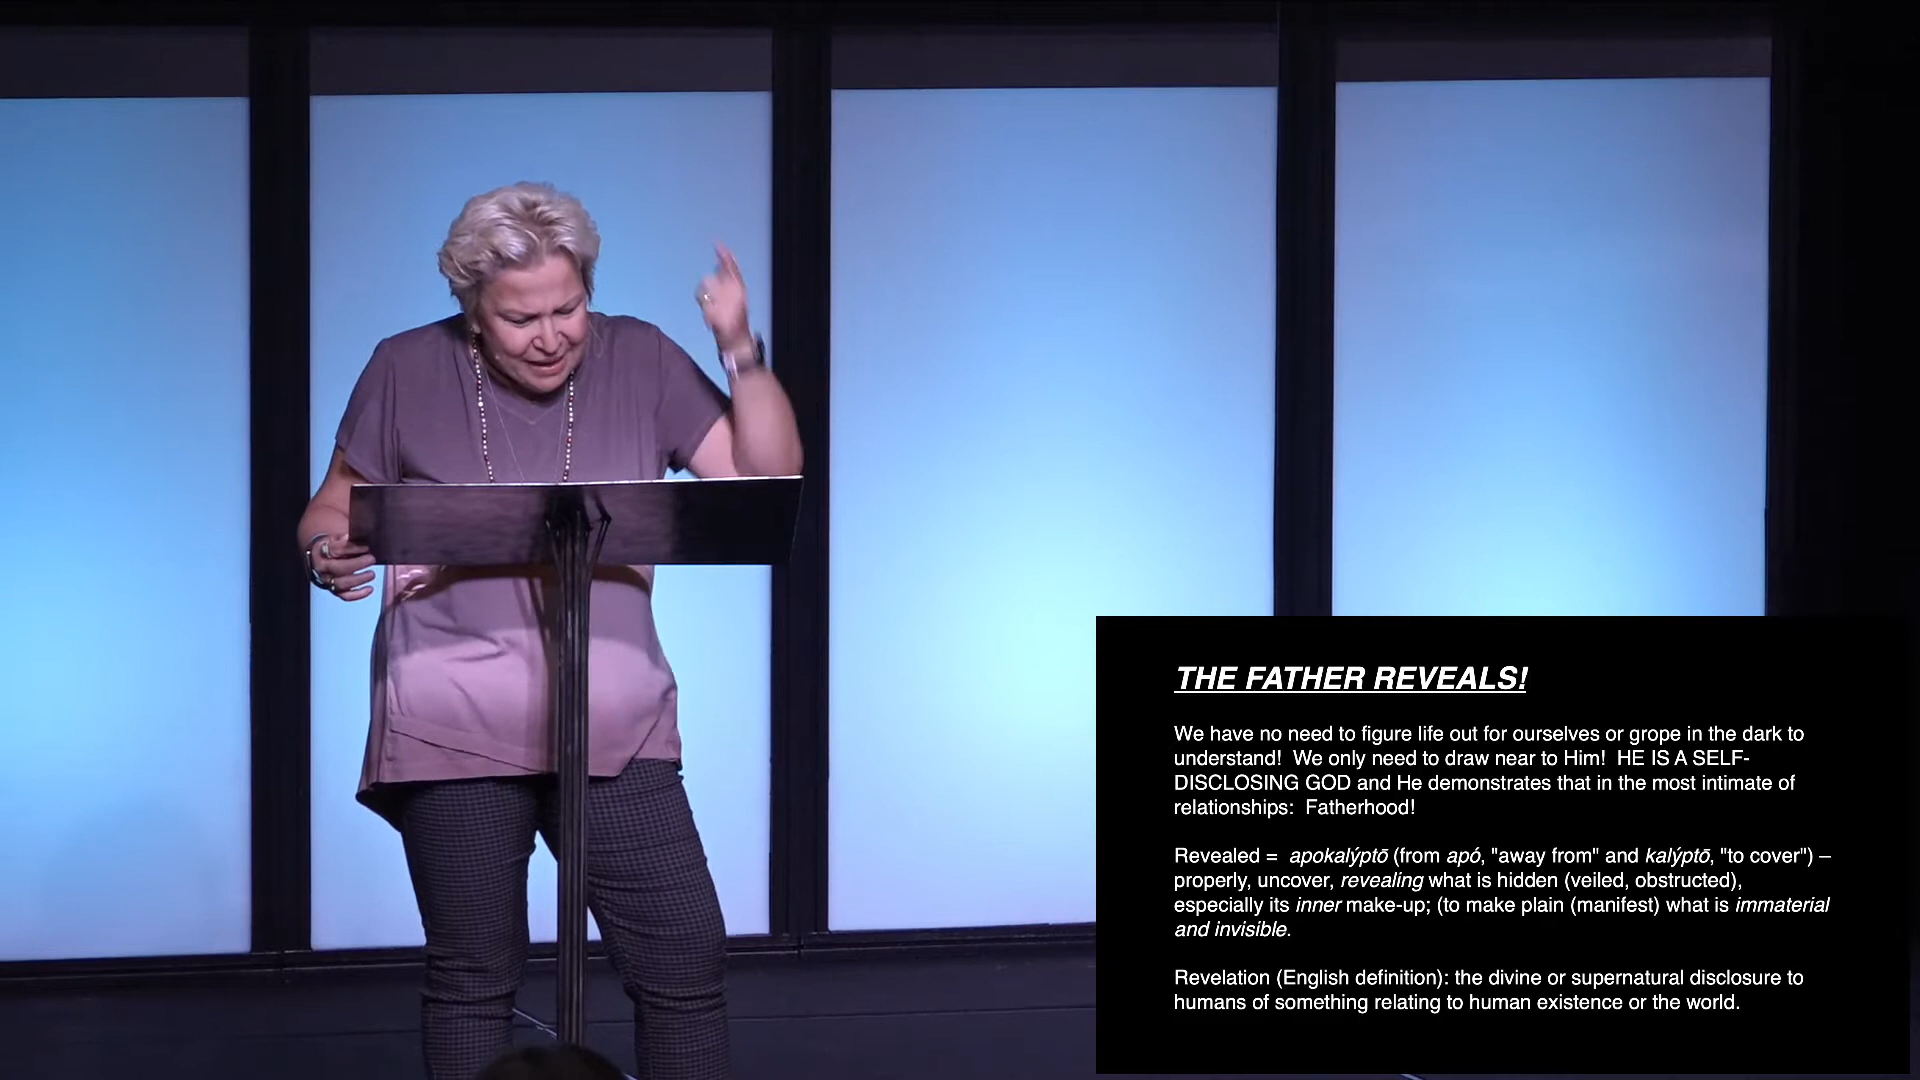 THE FATHER REVEALS!
We have no need to figure life out for ourselves or grope in the dark to
understand!  We only need to draw near to Him!  HE IS A SELF-
DISCLOSING GOD and He demonstrates that in the most intimate of
relationships:  Fatherhood!
Revealed =  apokalýptō (from apó, "away from" and kalýptō, "to cover") –
properly, uncover, revealing what is hidden (veiled, obstructed),
especially its inner make-up; (to make plain (manifest) what is immaterial
and invisible.
Revelation (English definition): the divine or supernatural disclosure to
humans of something relating to human existence or the world.